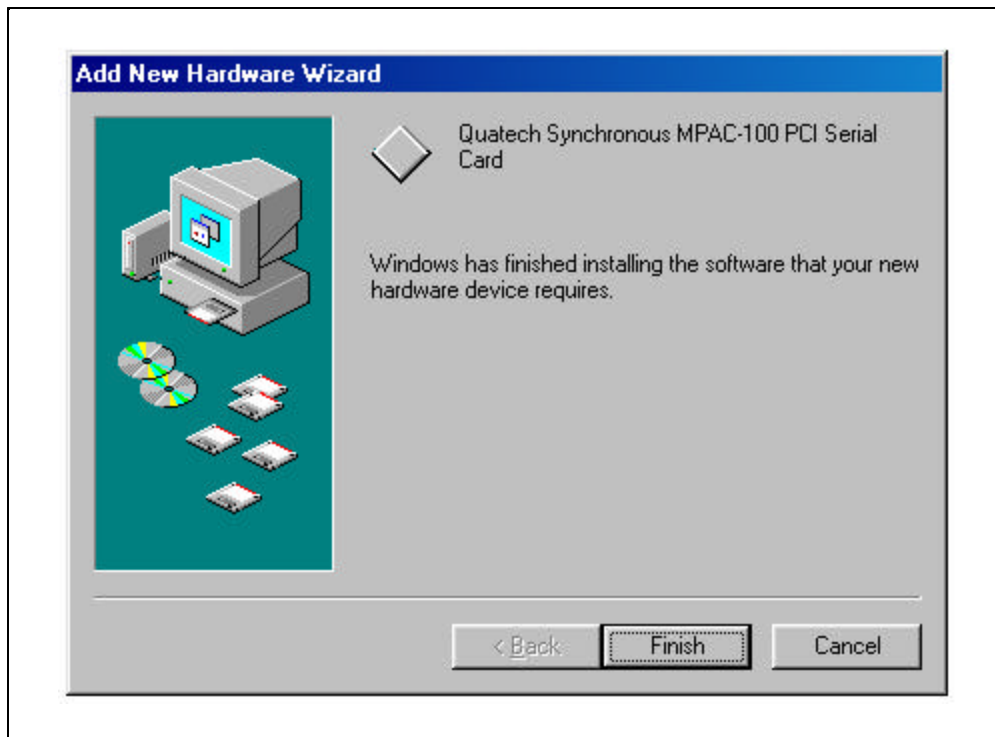 Add New Hardware Wizard
Quatech Synchronous MPAC-100 PCI Serial
Card
Windows has finished installing the software that your new
hardware device requires.
< Back
Finish
Cancel